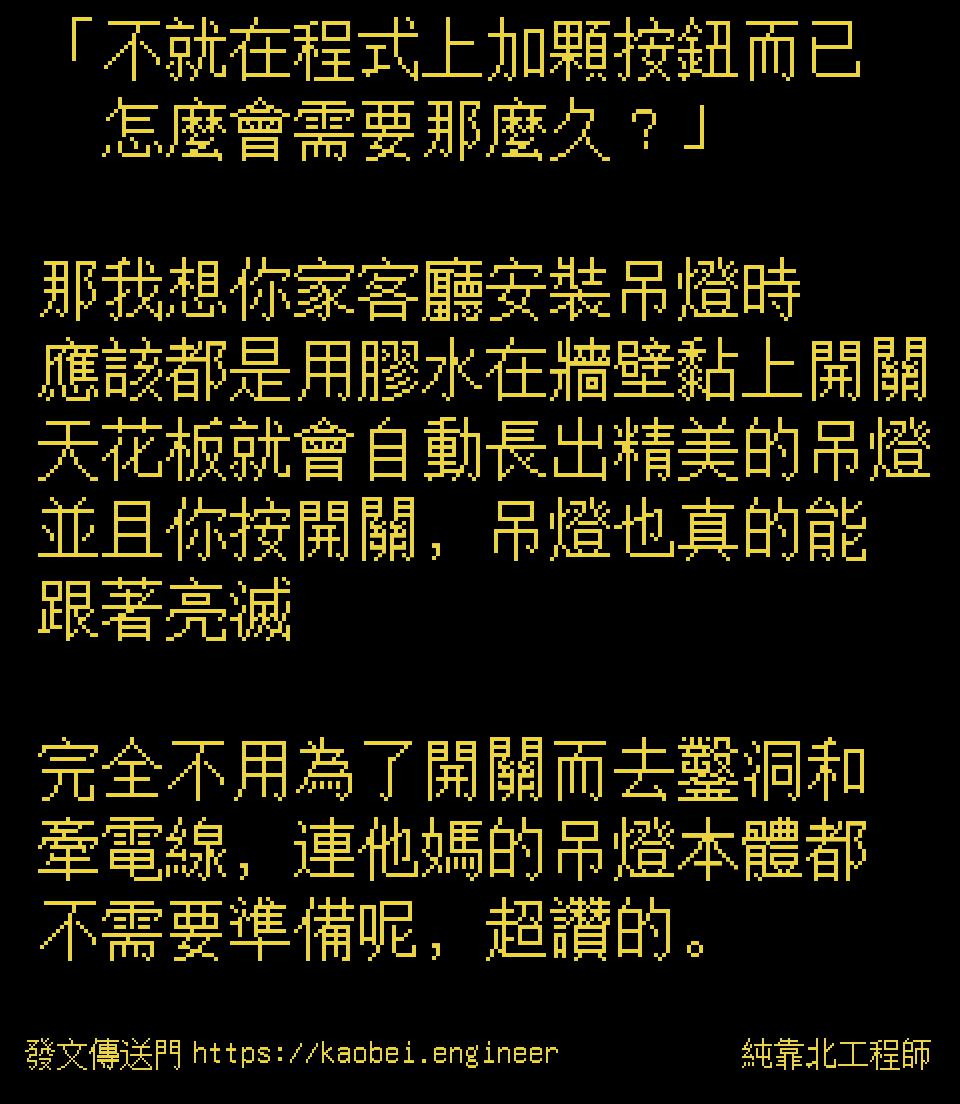 「不就在程式上加顆按鈕而已
怎麼會需要那麼久？」
那我想你家客廳安裝吊燈時
應該都是用膠水在牆壁黏上開關
天花板就會自動長出精美的吊燈
並且你按開關，吊燈也真的能
跟著亮滅
完全不用為了開關而去鑿洞和
牽電線，連他媽的吊燈本體都
不需要準備呢，超讚的。
發文傳送門 https://kaobei.engineer
純靠北工程師